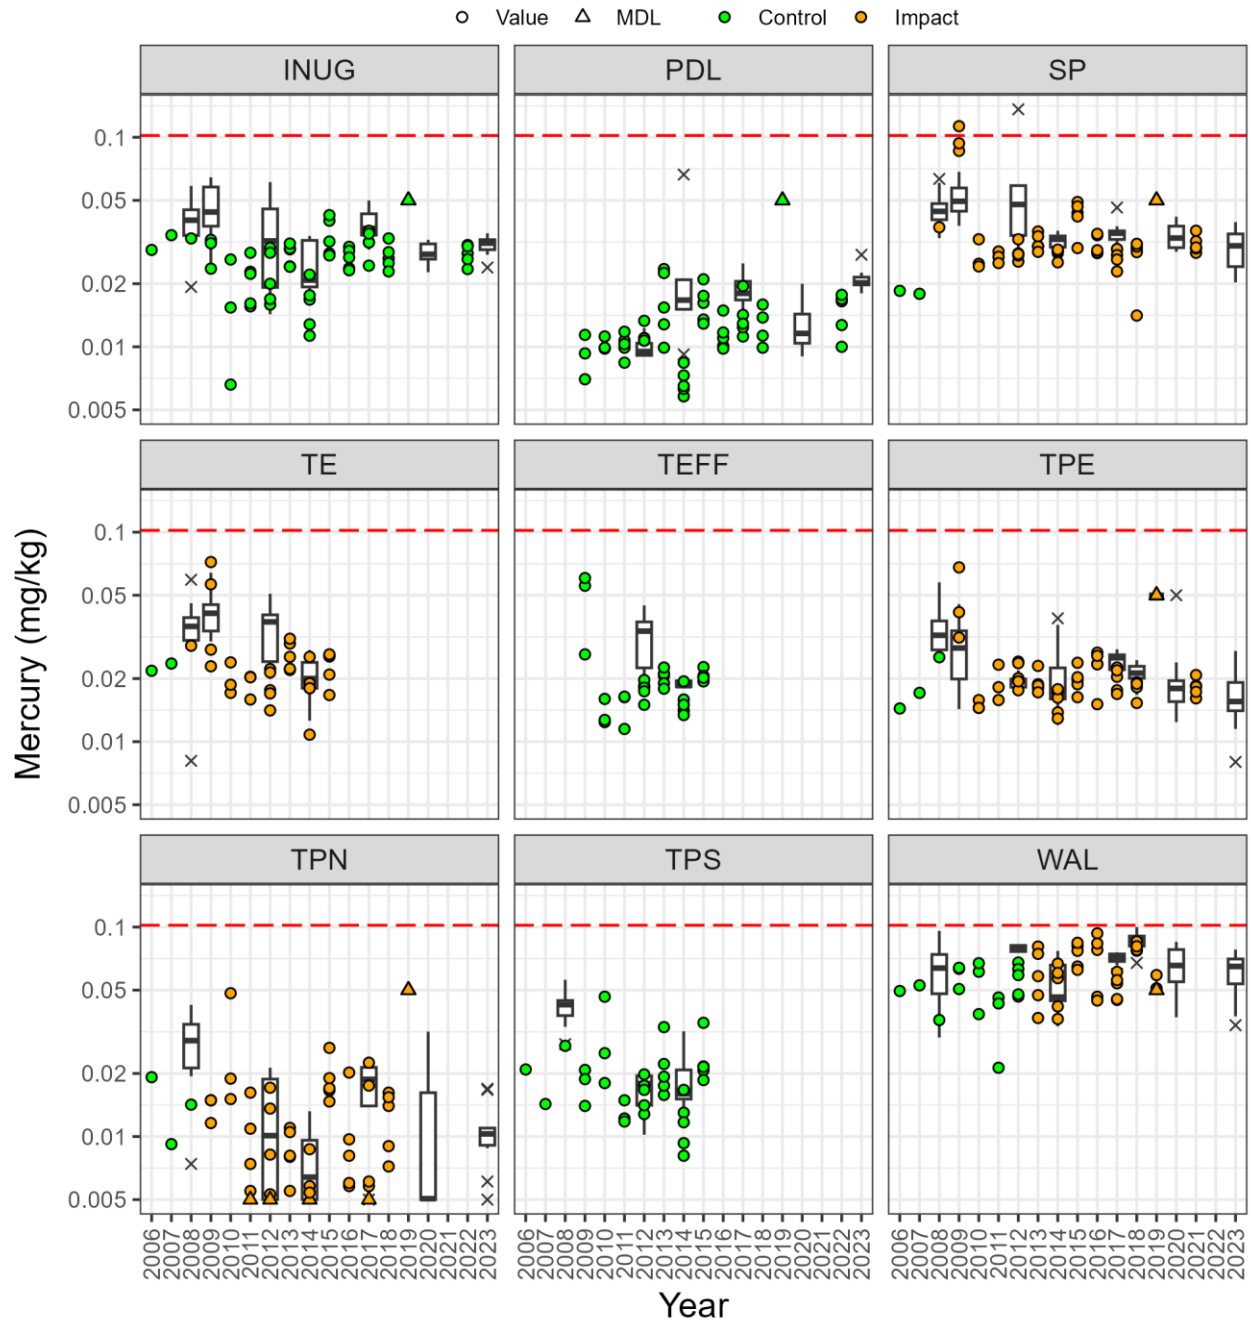 Value MDL Control Impact
INUG PDL SP
0.1
0.05
0.02
0.01
0.005
TE TEFF TPE
0.1
0.05
0.02
0.01
0.005
Mercury (mg/kg)
TPN TPS WAL
0.1
0.05
0.02
0.01
0.005
2006 2007 2008 2009 2010 2011 2012 2013 2014 2015 2016 2017 2018 2019 2020 2021 2022 2023
2006 2007 2008 2009 2010 2011 2012 2013 2014 2015 2016 2017 2018 2019 2020 2021 2022 2023
2006 2007 2008 2009 2010 2011 2012 2013 2014 2015 2016 2017 2018 2019 2020 2021 2022 2023
Year